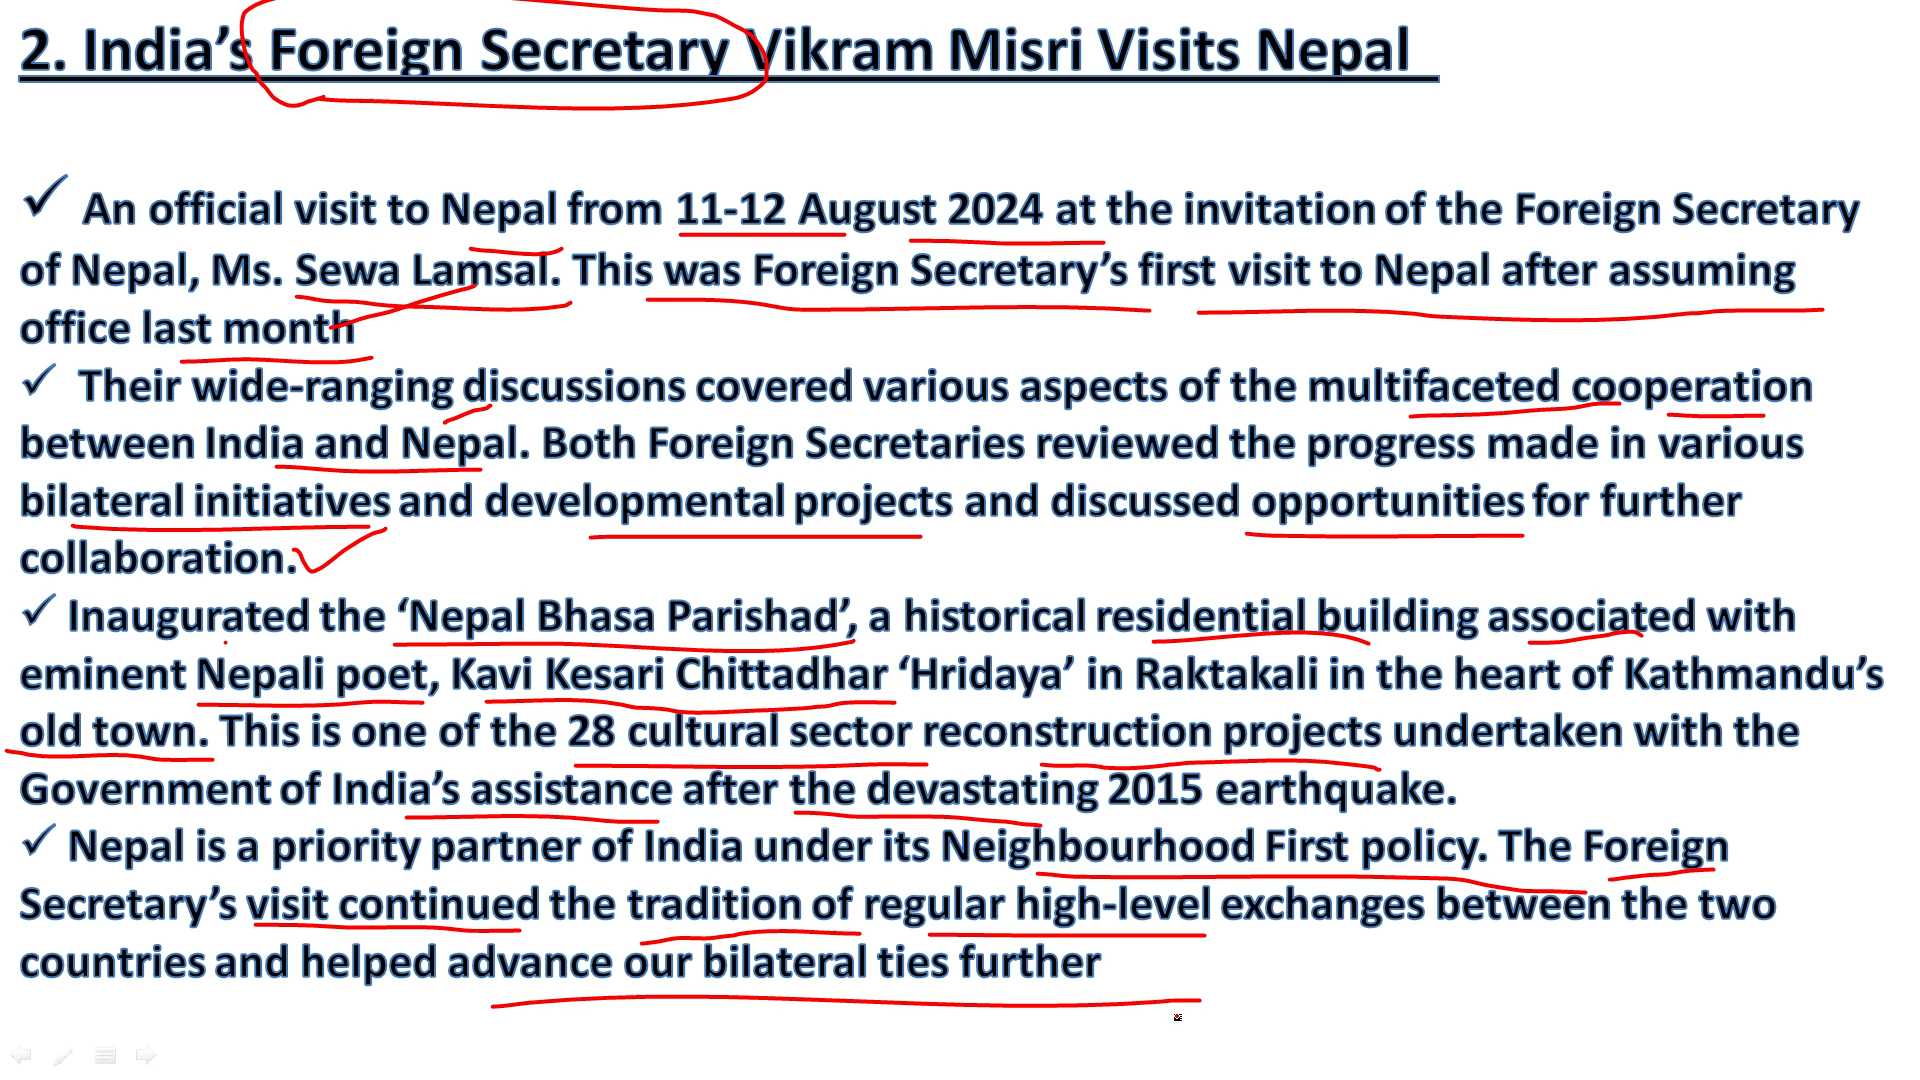 2. India’s Foreign Secretary Vikram Misri Visits Nepal
✓ An official visit to Nepal from 11-12 August 2024 at the invitation of the Foreign Secretary
of Nepal, Ms. Sewa Lamsal. This was Foreign Secretary’s first visit to Nepal after assuming
office last month
✓ Their wide-ranging discussions covered various aspects of the multifaceted cooperation
between India and Nepal. Both Foreign Secretaries reviewed the progress made in various
bilateral initiatives and developmental projects and discussed opportunities for further
collaboration.
✓ Inaugurated the ‘Nepal Bhasa Parishad’, a historical residential building associated with
eminent Nepali poet, Kavi Kesari Chittadhar ‘Hridaya’ in Raktakali in the heart of Kathmandu’s
old town. This is one of the 28 cultural sector reconstruction projects undertaken with the
Government of India’s assistance after the devastating 2015 earthquake.
✓ Nepal is a priority partner of India under its Neighbourhood First policy. The Foreign
Secretary’s visit continued the tradition of regular high-level exchanges between the two
countries and helped advance our bilateral ties further